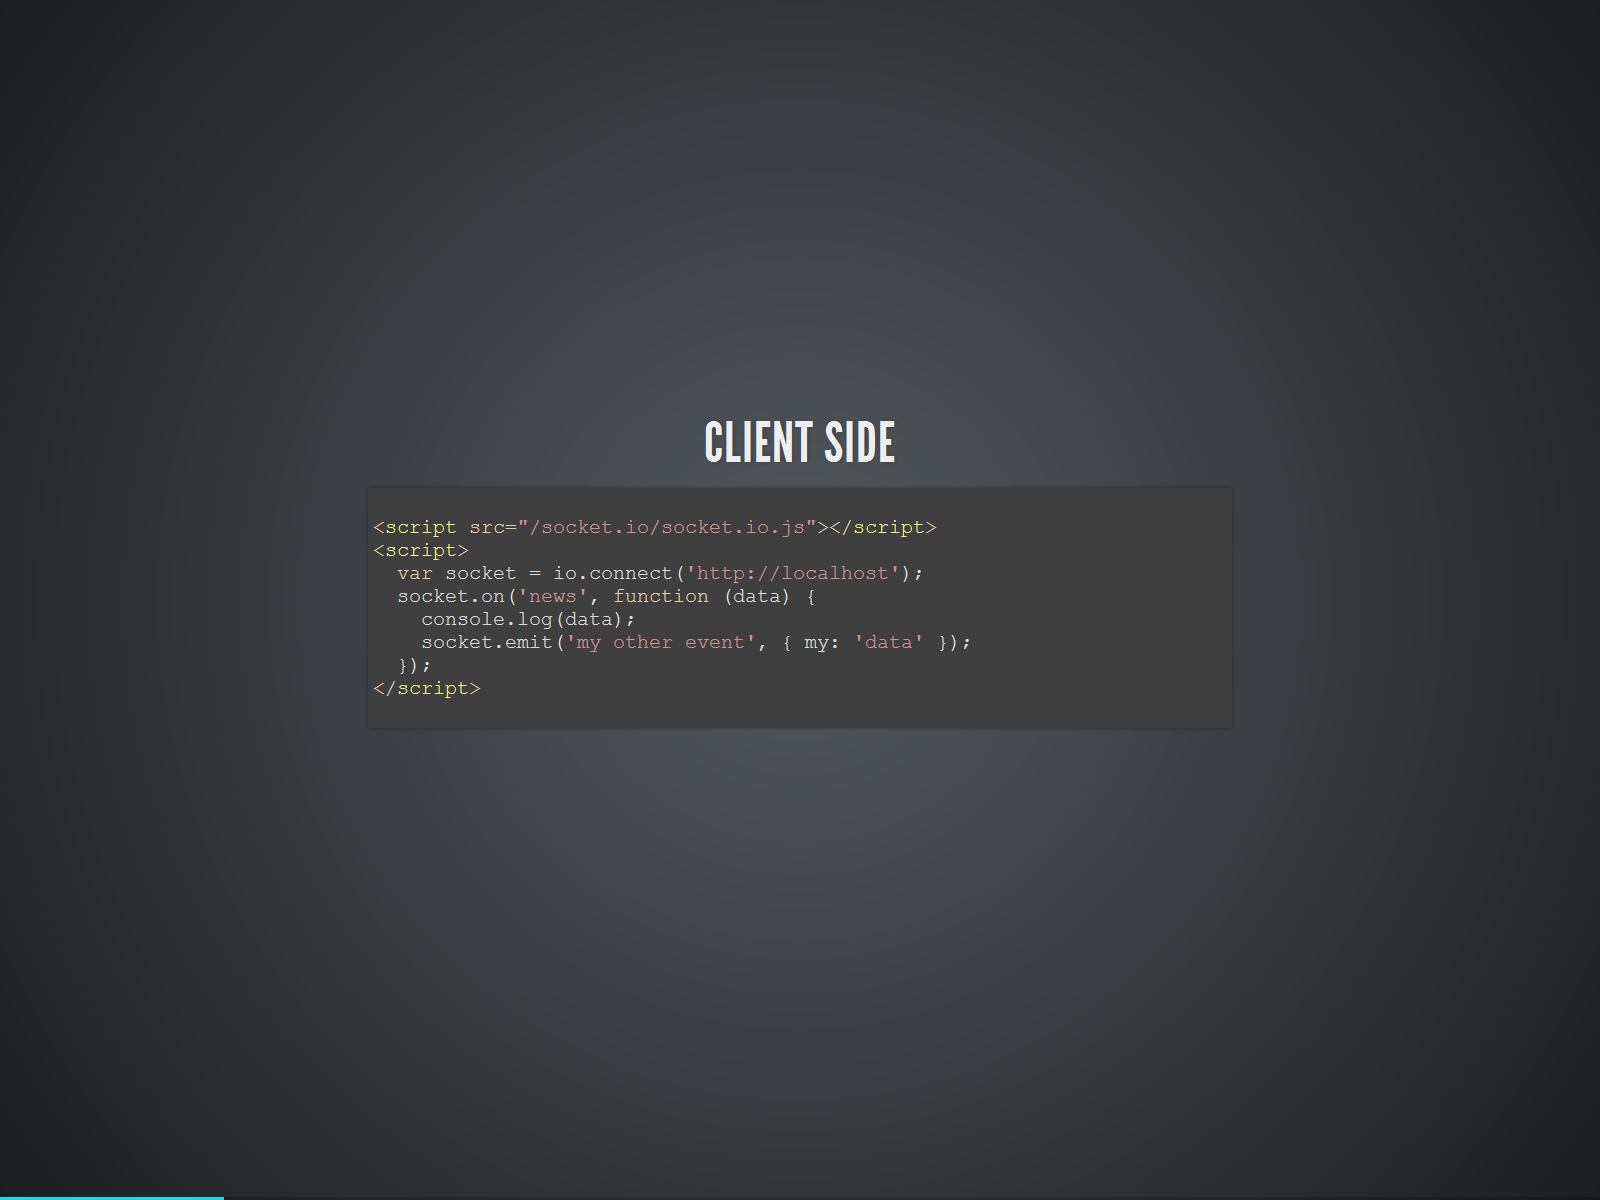 CLIENT SIDE
<script src="/socket.io/socket.io.js"></script>
<script>
  var socket = io.connect('http://localhost');
  socket.on('news', function (data) {
    console.log(data);
    socket.emit('my other event', { my: 'data' });
  });
</script>